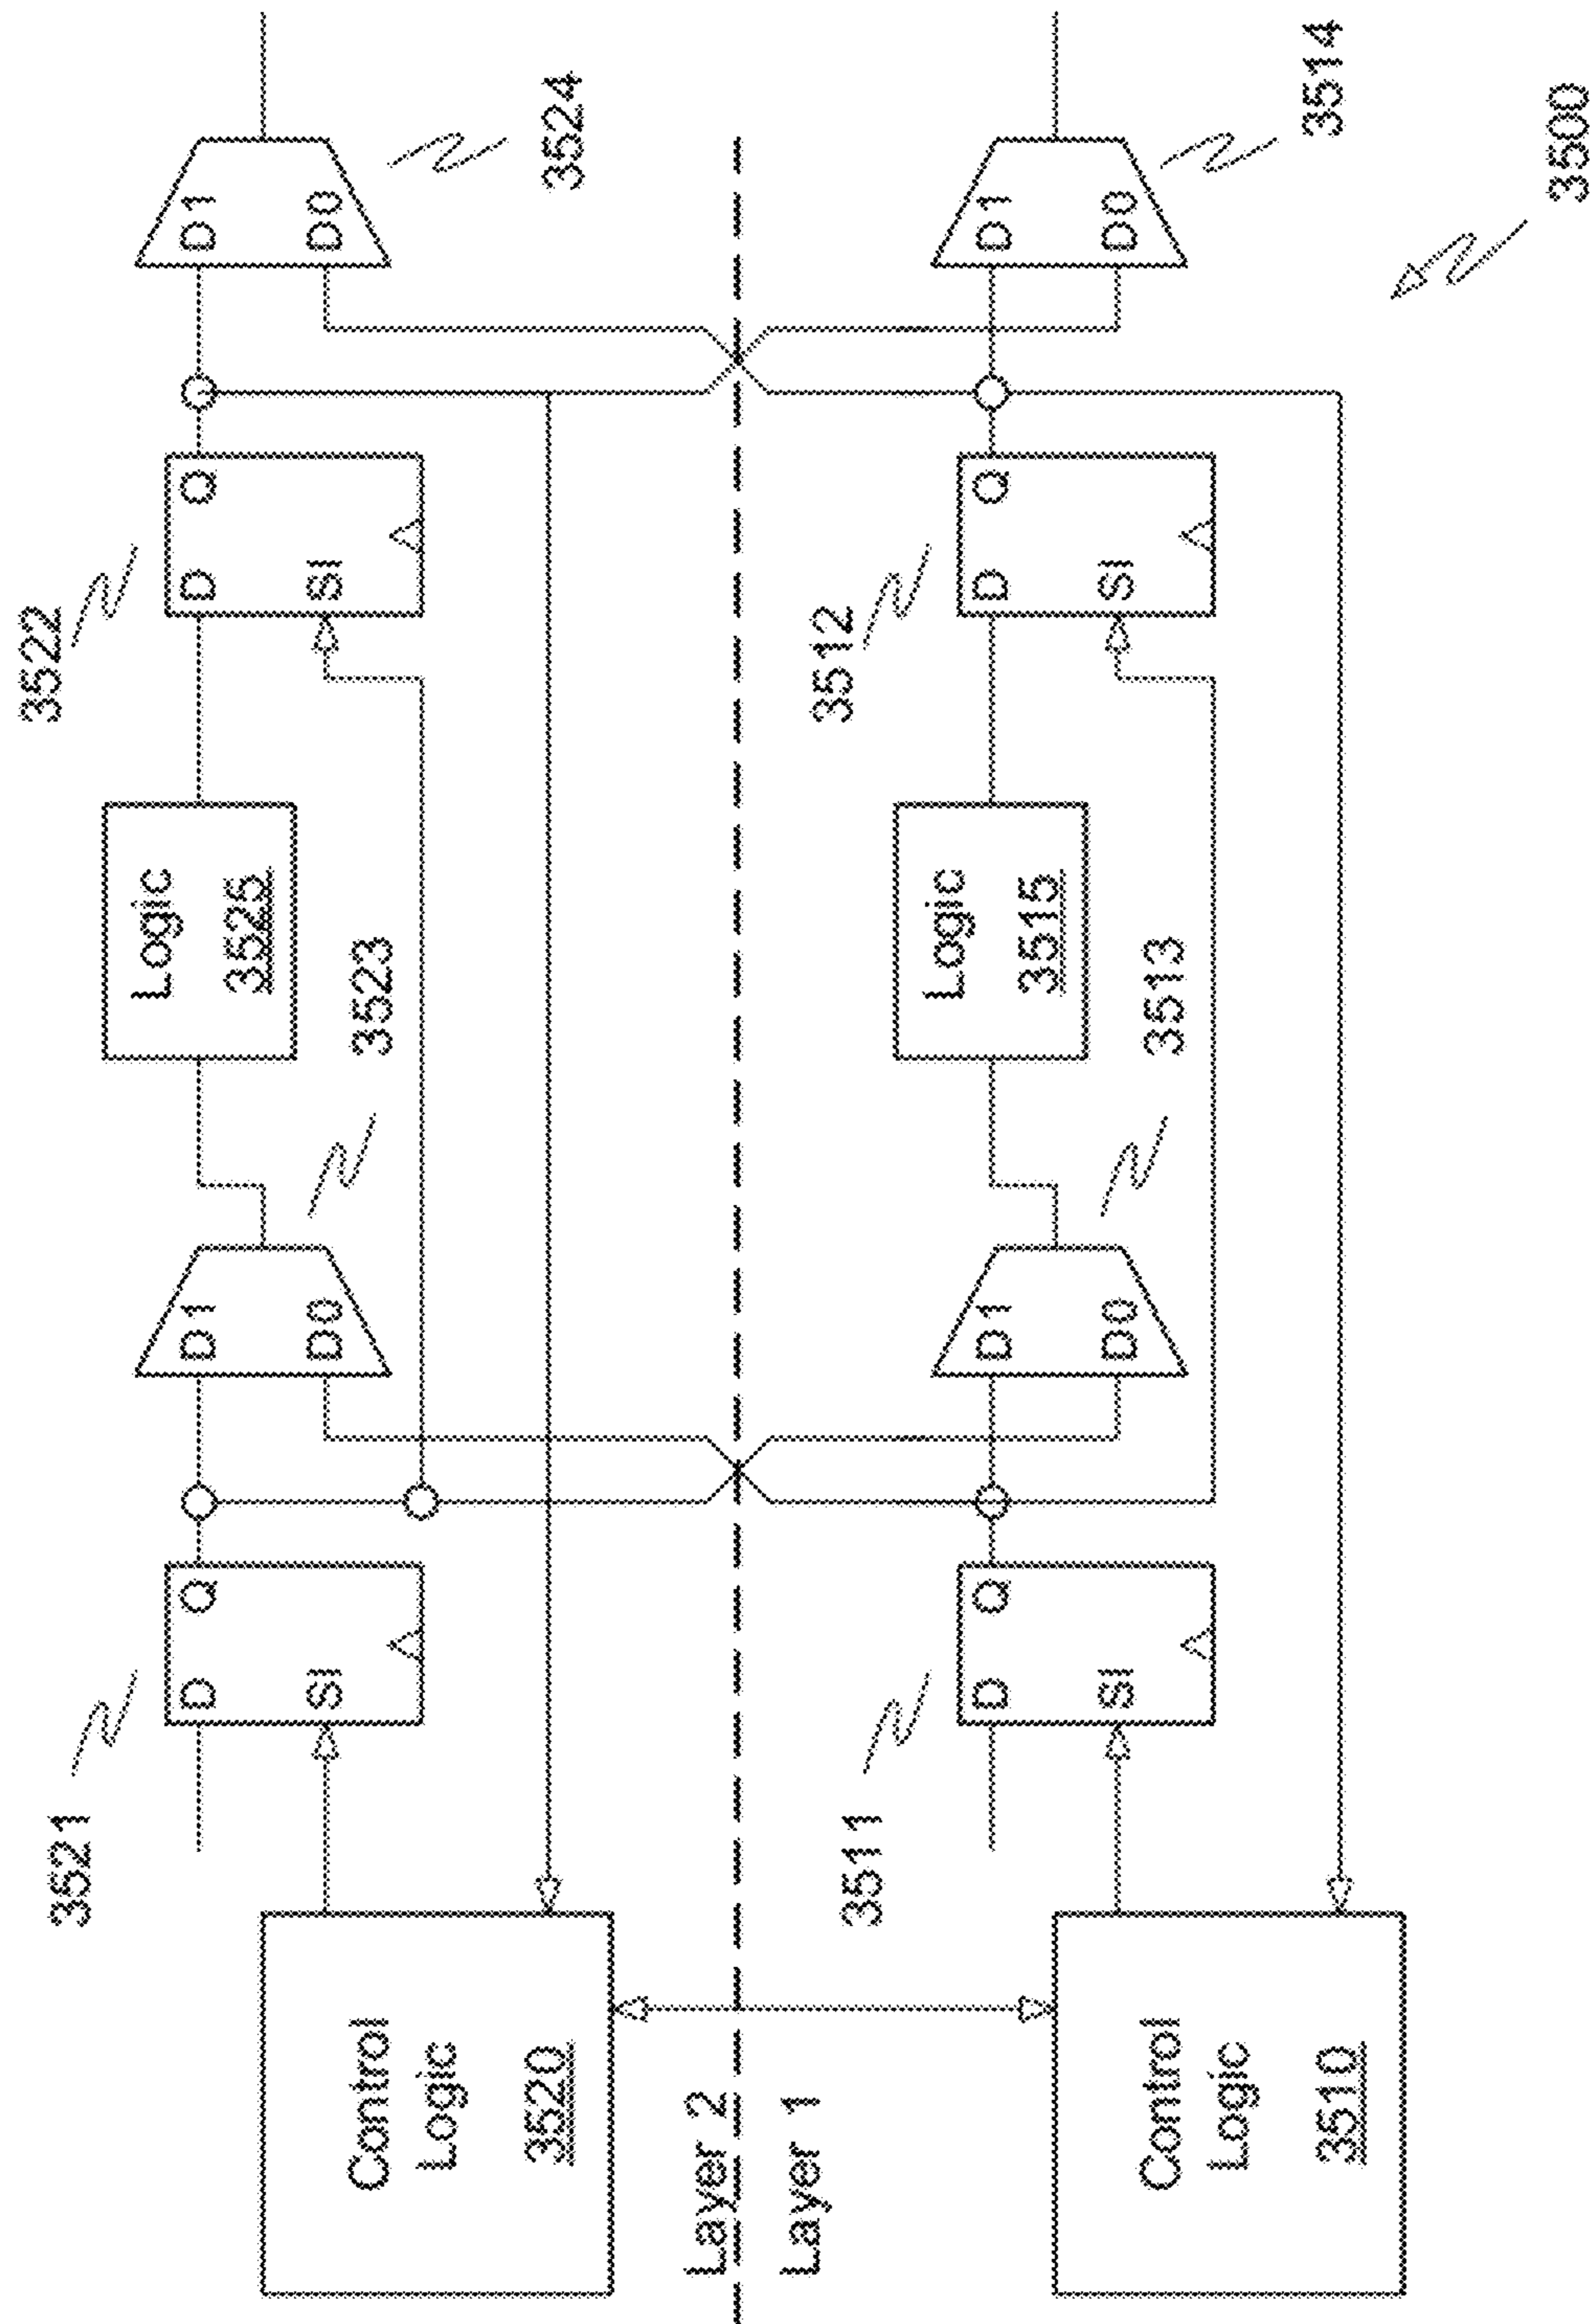 3522
3521
D
Q
SI
D1
D0
Logic
3525
3523
D
Q
SI
D1
D0
3524
Control
Logic
3520
Layer 2
Layer 1
3512
3511
D
Q
SI
D1
D0
Logic
3515
3513
D
Q
SI
D1
D0
3514
Control
Logic
3510
3500